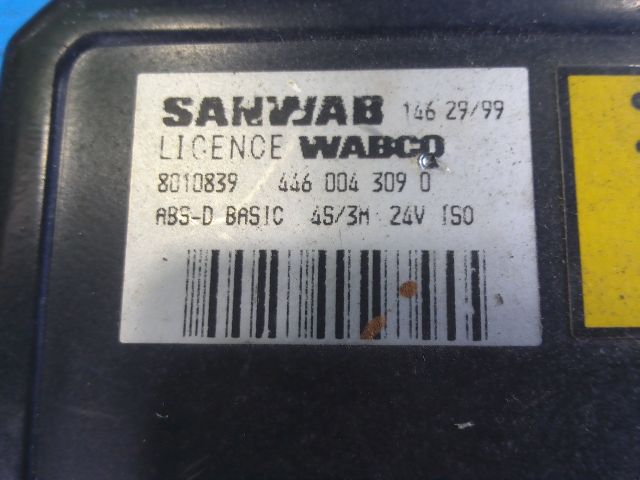 SANWAB 146 29/99
LICENCE WABCO
8010839 446 004 309 0
ABS-D BASIC 4S/3M 24V ISO